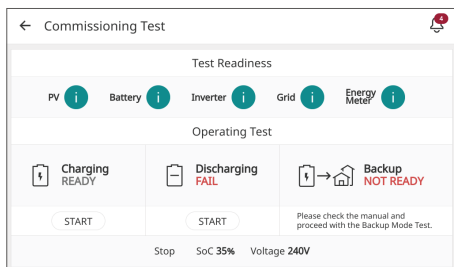 ← Commissioning Test
4
Test Readiness
PV i Battery i Inverter i Grid i Energy Meter i
Operating Test
Charging
READY
Discharging
FAIL
Backup
NOT READY
START
START
Please check the manual and
proceed with the Backup Mode Test.
Stop SoC 35% Voltage 240V